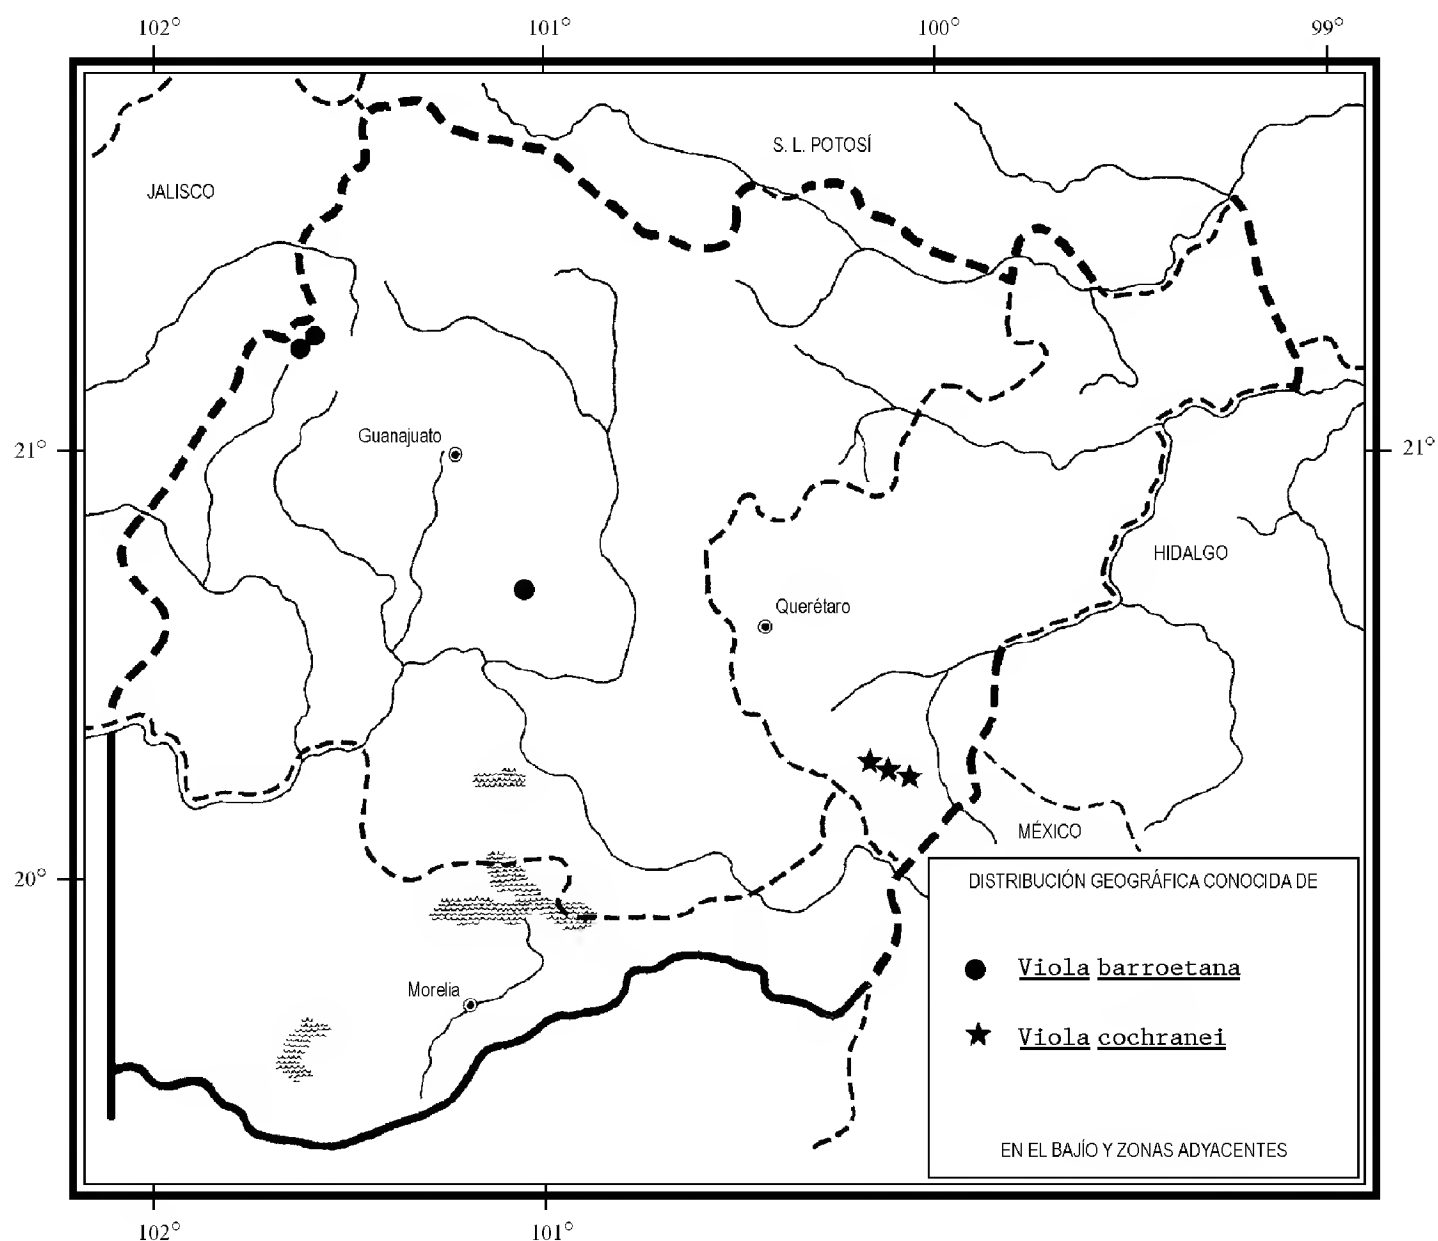 102° 101° 100° 99°
S. L. POTOSÍ
JALISCO
Guanajuato
21° 21°
HIDALGO
Querétaro
MÉXICO
20°
DISTRIBUCIÓN GEOGRÁFICA CONOCIDA DE
Viola barroetana
Morelia
Viola cochranei
EN EL BAJÍO Y ZONAS ADYACENTES
102° 101°